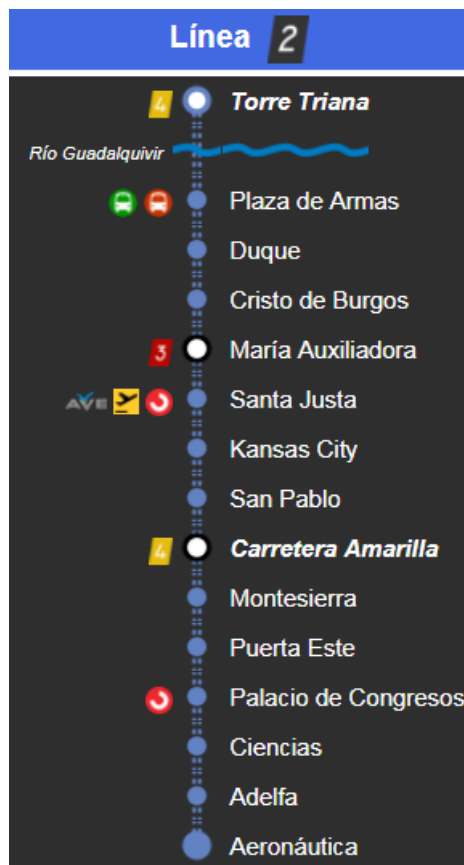 Línea 2
4 Torre Triana
Río Guadalquivir
Plaza de Armas
Duque
Cristo de Burgos
3 María Auxiliadora
AVE Santa Justa
Kansas City
San Pablo
4 Carretera Amarilla
Montesierra
Puerta Este
Palacio de Congresos
Ciencias
Adelfa
Aeronáutica